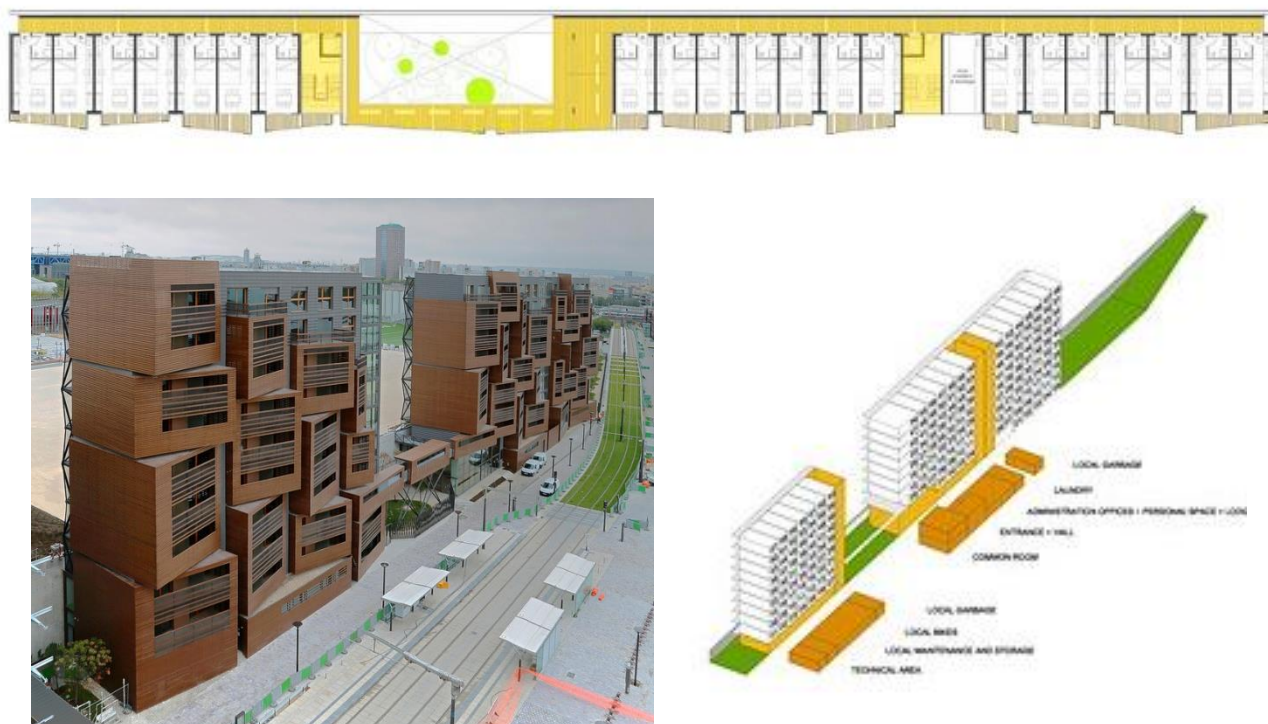 LOCAL GARBAGE
LAUNDRY
ADMINISTRATION OFFICES + PERSONAL SPACE +
ENTRANCE + HALL
COMMON ROOM
LOCAL GARBAGE
LOCAL BIKES
LOCAL MAINTENANCE AND STORAGE
TECHNICAL AREA